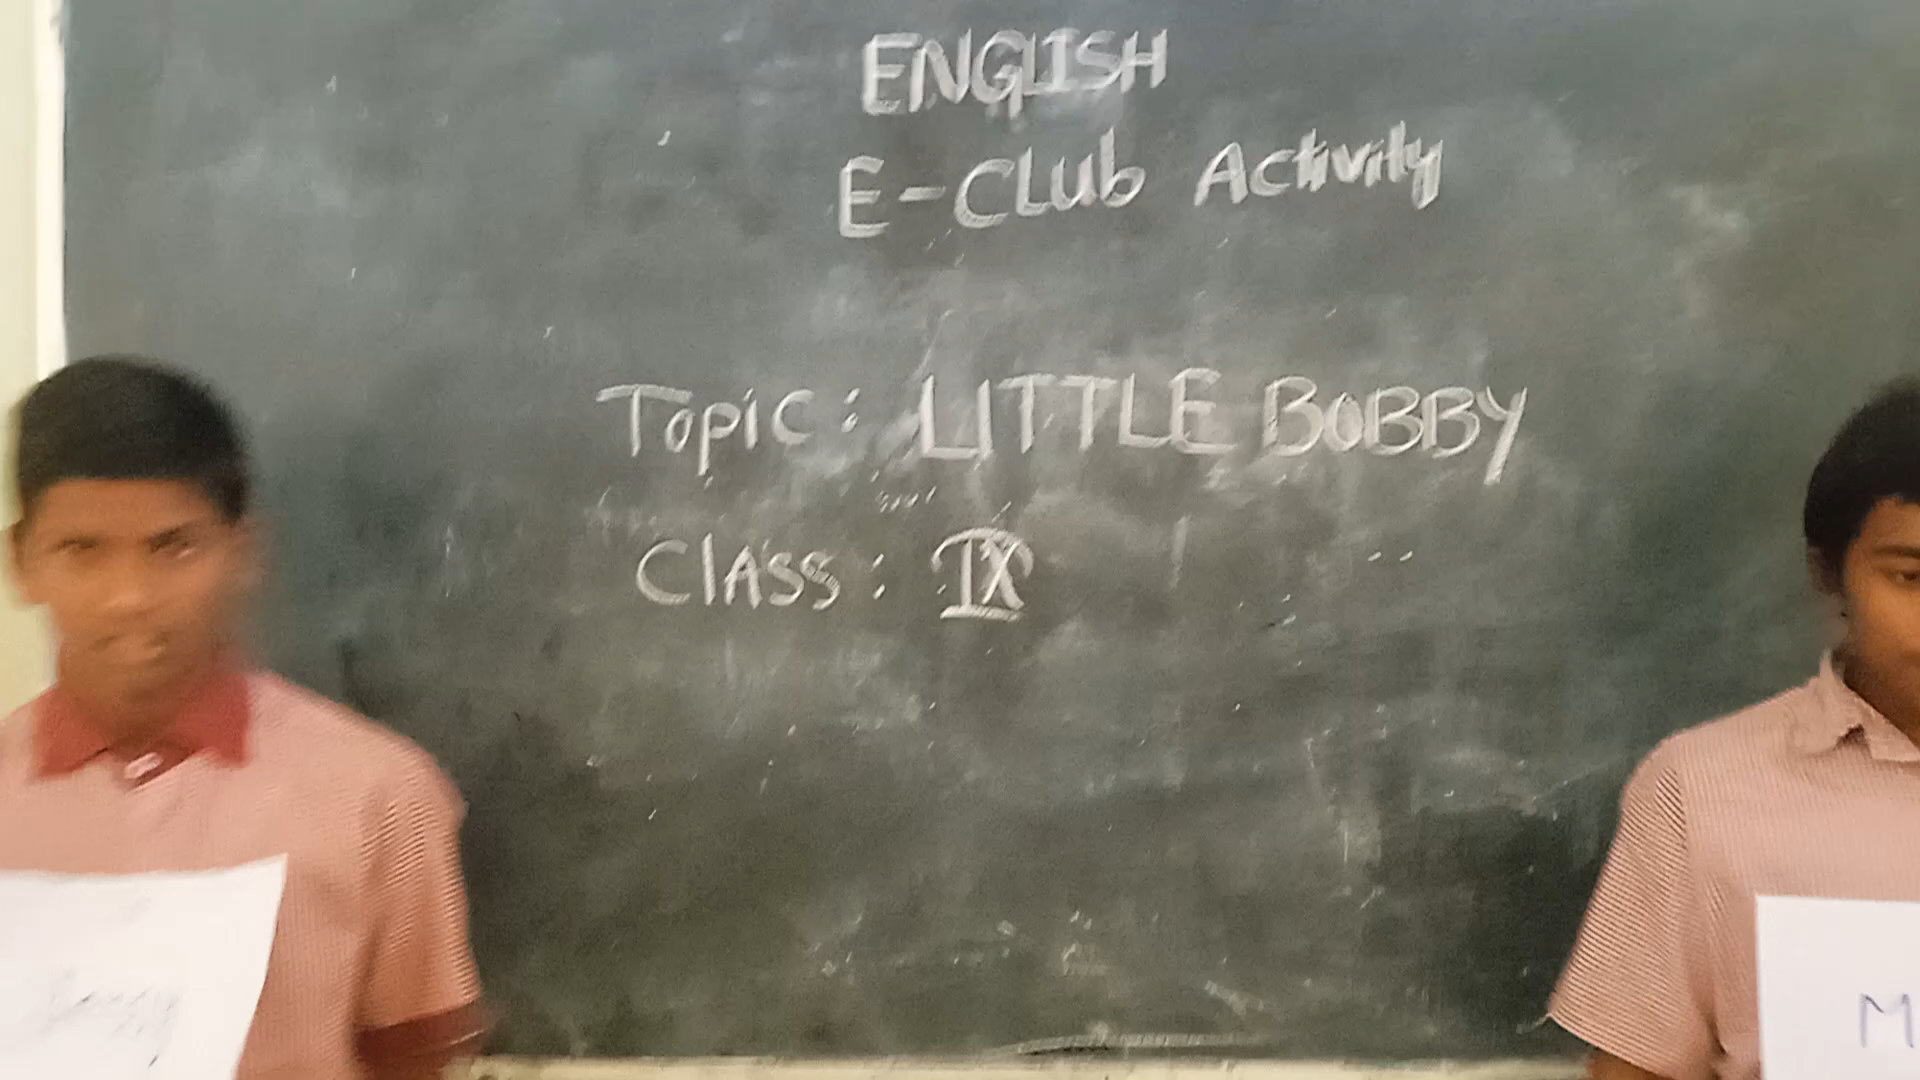 ENGLISH
E-CLub Activity
Topic: LITTLE BOBBY
ClASS: IX
M